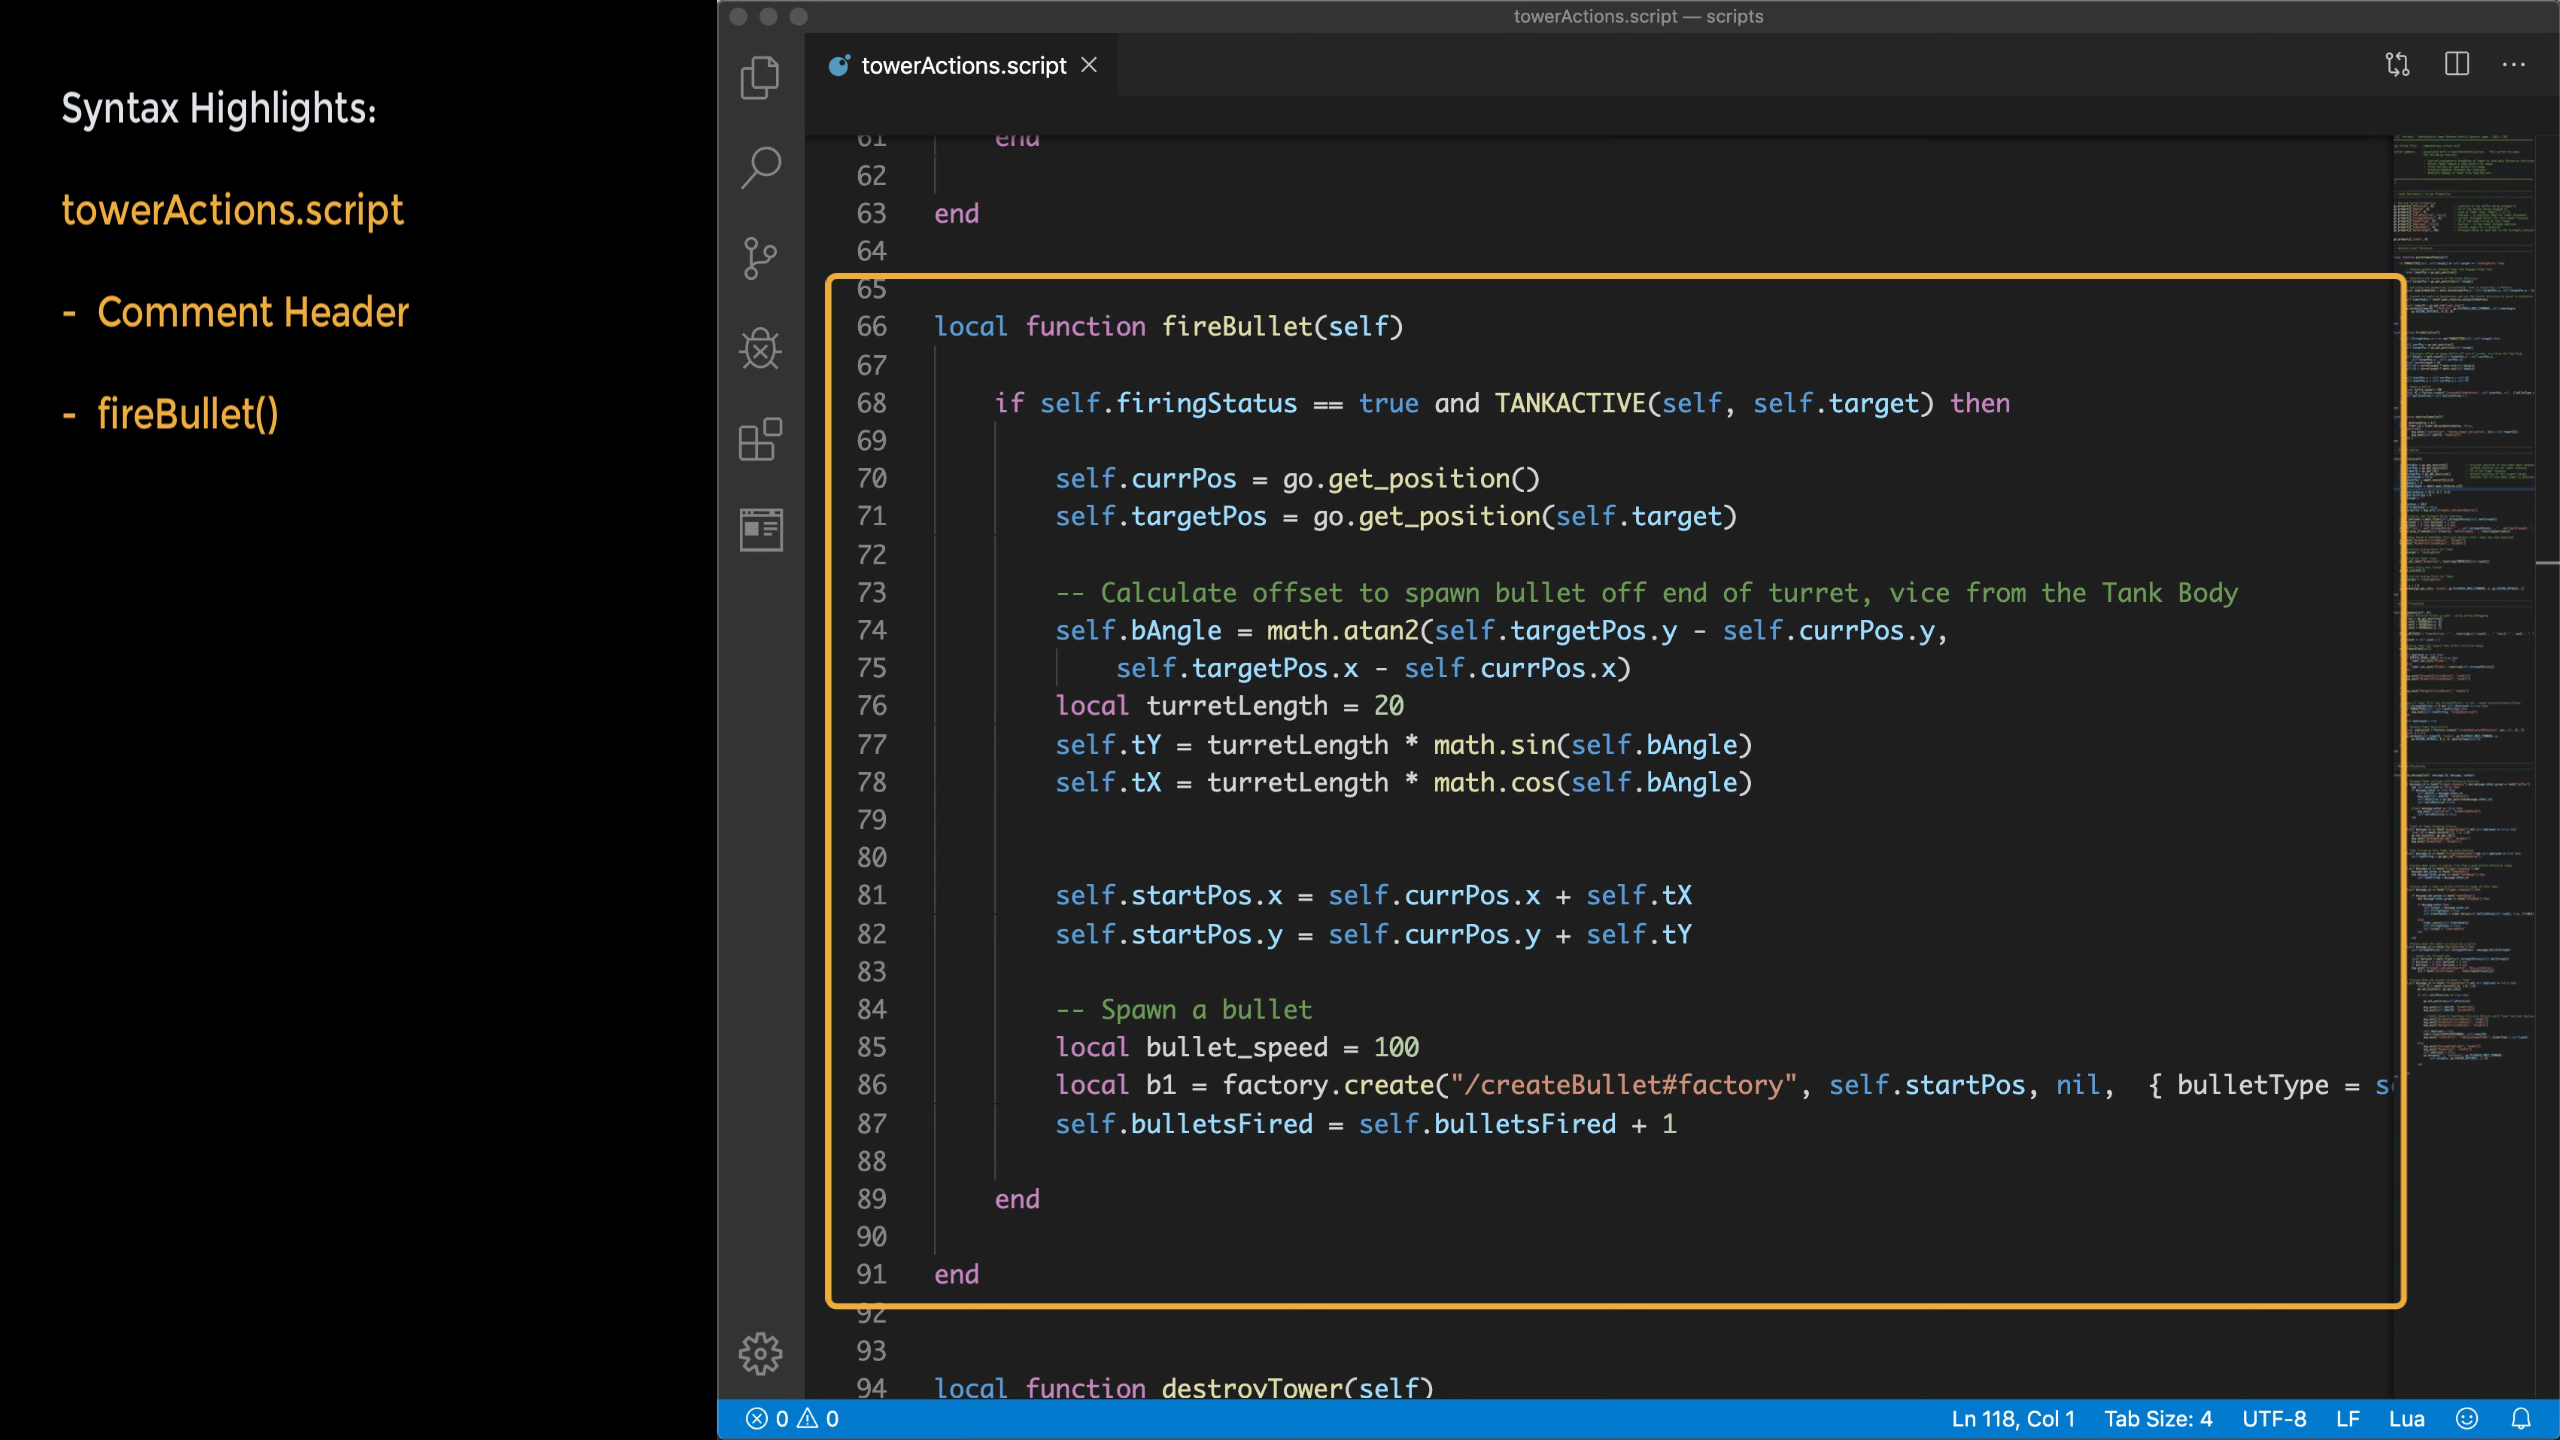 Syntax Highlights:
towerActions.script
- Comment Header
- fireBullet()
towerActions.script — scripts
towerActions.script
61 end
62
63 end
64
65
66 local function fireBullet(self)
67
68 if self.firingStatus == true and TANKACTIVE(self, self.target) then
69
70 self.currPos = go.get_position()
71 self.targetPos = go.get_position(self.target)
72
73 -- Calculate offset to spawn bullet off end of turret, vice from the Tank Body
74 self.bAngle = math.atan2(self.targetPos.y - self.currPos.y,
75 self.targetPos.x - self.currPos.x)
76 local turretLength = 20
77 self.tY = turretLength * math.sin(self.bAngle)
78 self.tX = turretLength * math.cos(self.bAngle)
79
80
81 self.startPos.x = self.currPos.x + self.tX
82 self.startPos.y = self.currPos.y + self.tY
83
84 -- Spawn a bullet
85 local bullet_speed = 100
86 local b1 = factory.create("/createBullet#factory", self.startPos, nil, { bulletType = s
87 self.bulletsFired = self.bulletsFired + 1
88
89 end
90
91 end
92
93
94 local function destroyTower(self)
0 0 Ln 118, Col 1 Tab Size: 4 UTF-8 LF Lua